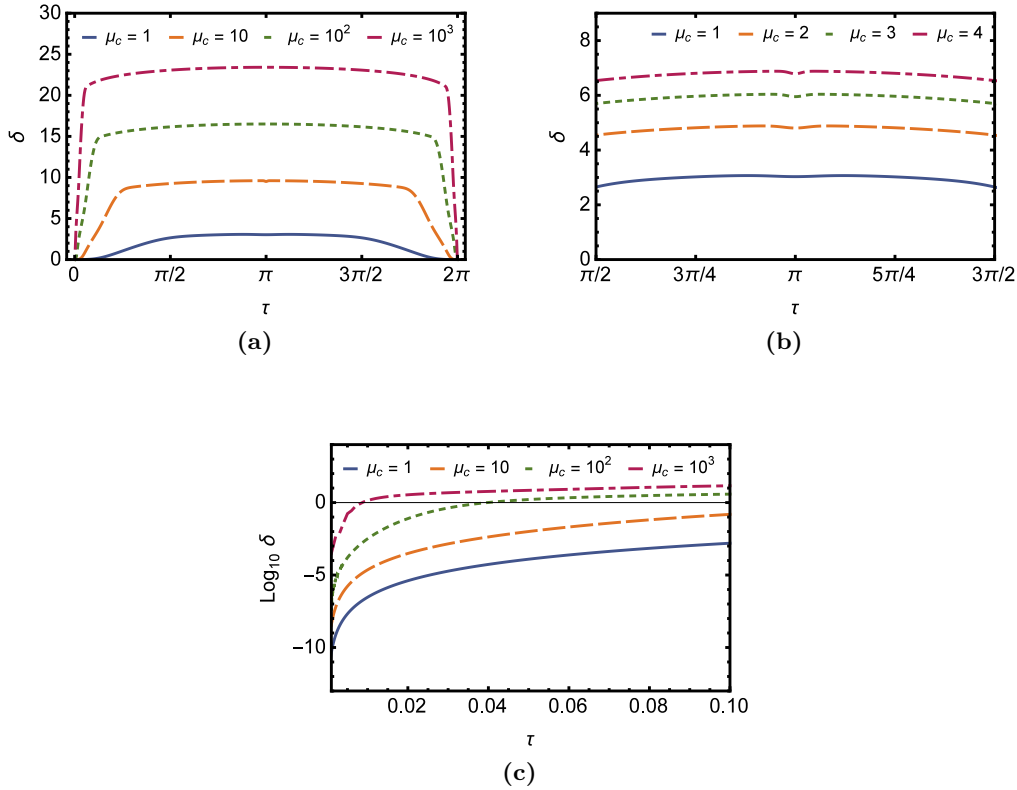 μc = 1 μc = 10 μc = 10² μc = 10³
30
25
20
15
10
5
0
δ
0 π/2 π 3π/2 2π
τ
(a)
μc = 1 μc = 2 μc = 3 μc = 4
8
6
4
2
0
δ
π/2 3π/4 π 5π/4 3π/2
τ
(b)
μc = 1 μc = 10 μc = 10² μc = 10³
0
−5
−10
Log₁₀ δ
0.02 0.04 0.06 0.08 0.10
τ
(c)